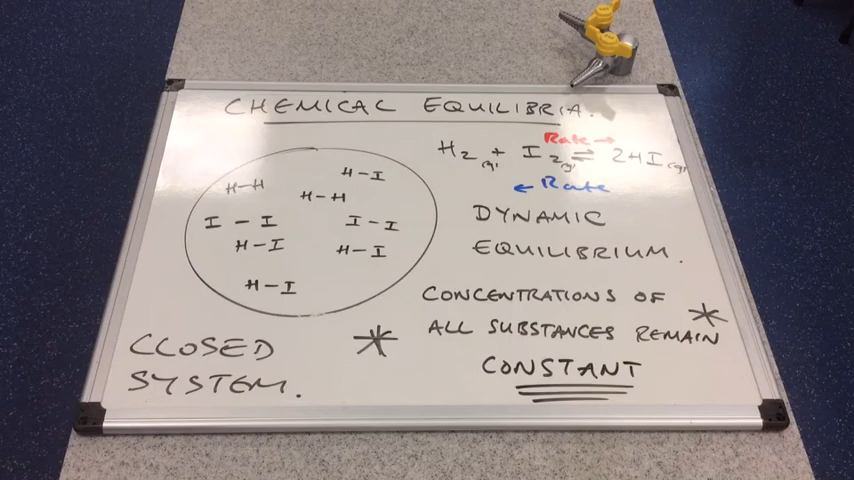 CHEMICAL EQUILIBRIA.
Rate →
H₂(g) + I₂(g) ⇌ 2HI(g)
← Rate
H-H
H-I
H-H
I-I
I-I
H-I
H-I
H-I
DYNAMIC
EQUILIBRIUM.
CONCENTRATIONS OF
ALL SUBSTANCES REMAIN *
CONSTANT
CLOSED *
SYSTEM.